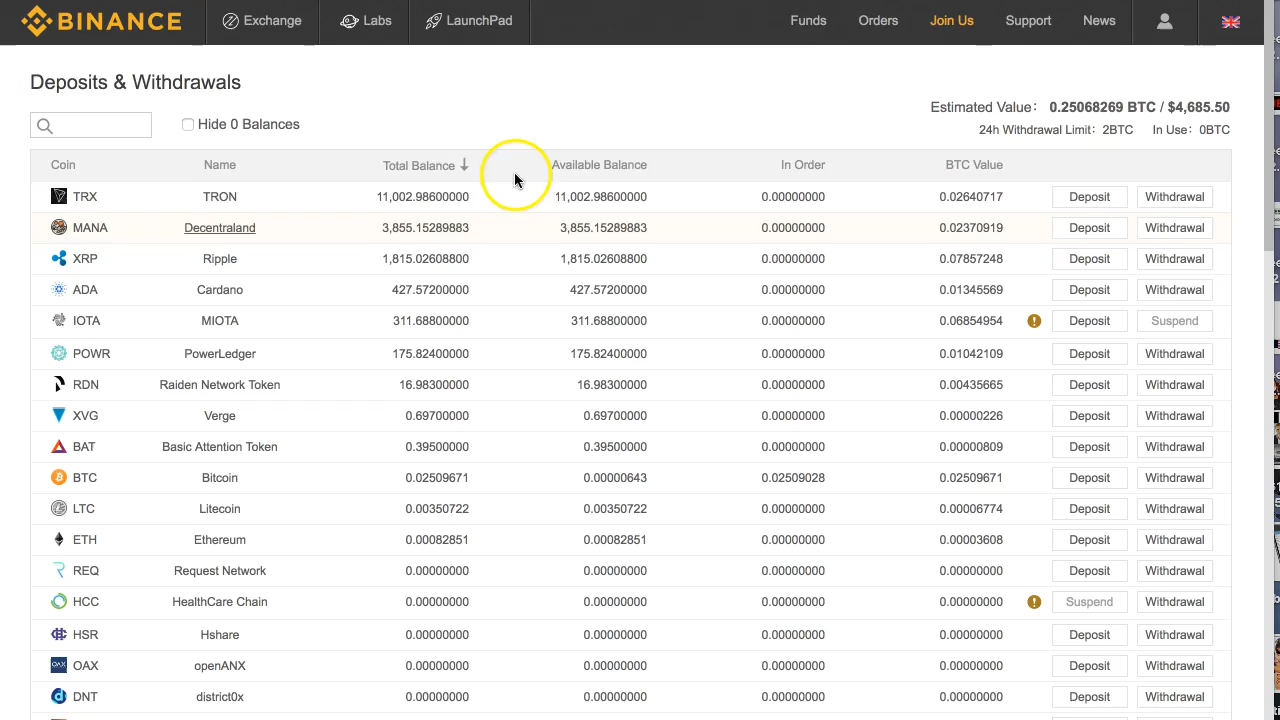 BINANCE Exchange Labs LaunchPad Funds Orders Join Us Support News
Deposits & Withdrawals
Estimated Value： 0.25068269 BTC / $4,685.50
Hide 0 Balances
24h Withdrawal Limit：2BTC In Use：0BTC
Coin Name Total Balance ↓ Available Balance In Order BTC Value
TRX TRON 11,002.98600000 11,002.98600000 0.00000000 0.02640717 Deposit Withdrawal
MANA Decentraland 3,855.15289883 3,855.15289883 0.00000000 0.02370919 Deposit Withdrawal
XRP Ripple 1,815.02608800 1,815.02608800 0.00000000 0.07857248 Deposit Withdrawal
ADA Cardano 427.57200000 427.57200000 0.00000000 0.01345569 Deposit Withdrawal
IOTA MIOTA 311.68800000 311.68800000 0.00000000 0.06854954 Deposit Suspend
POWR PowerLedger 175.82400000 175.82400000 0.00000000 0.01042109 Deposit Withdrawal
RDN Raiden Network Token 16.98300000 16.98300000 0.00000000 0.00435665 Deposit Withdrawal
XVG Verge 0.69700000 0.69700000 0.00000000 0.00000226 Deposit Withdrawal
BAT Basic Attention Token 0.39500000 0.39500000 0.00000000 0.00000809 Deposit Withdrawal
BTC Bitcoin 0.02509671 0.00000643 0.02509028 0.02509671 Deposit Withdrawal
LTC Litecoin 0.00350722 0.00350722 0.00000000 0.00006774 Deposit Withdrawal
ETH Ethereum 0.00082851 0.00082851 0.00000000 0.00003608 Deposit Withdrawal
REQ Request Network 0.00000000 0.00000000 0.00000000 0.00000000 Deposit Withdrawal
HCC HealthCare Chain 0.00000000 0.00000000 0.00000000 0.00000000 Suspend Withdrawal
HSR Hshare 0.00000000 0.00000000 0.00000000 0.00000000 Deposit Withdrawal
OAX openANX 0.00000000 0.00000000 0.00000000 0.00000000 Deposit Withdrawal
DNT district0x 0.00000000 0.00000000 0.00000000 0.00000000 Deposit Withdrawal